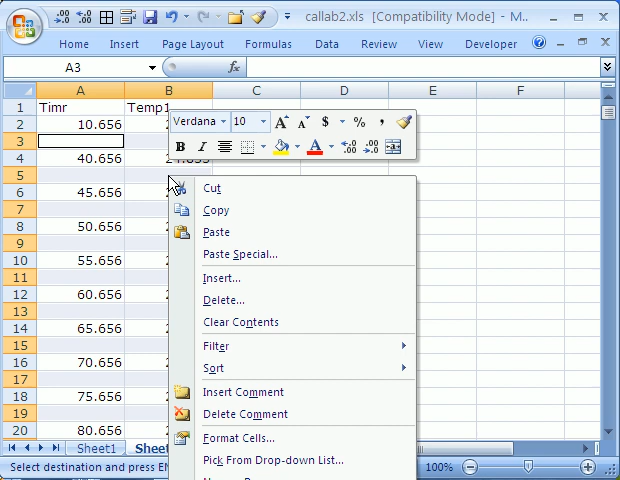 callab2.xls [Compatibility Mode] - M..
Home Insert Page Layout Formulas Data Review View Developer
A3 fx
A B C D E F
1 Timr Temp1
2 10.656
3
4 40.656 24.855
5
6 45.656
7
8 50.656
9
10 55.656
11
12 60.656
13
14 65.656
15
16 70.656
17
18 75.656
19
20 80.656
Verdana 10 A A $ % ,
B I A
Cut
Copy
Paste
Paste Special...
Insert...
Delete...
Clear Contents
Filter
Sort
Insert Comment
Delete Comment
Format Cells...
Pick From Drop-down List...
Sheet1 Sheet
Select destination and press EN
100%